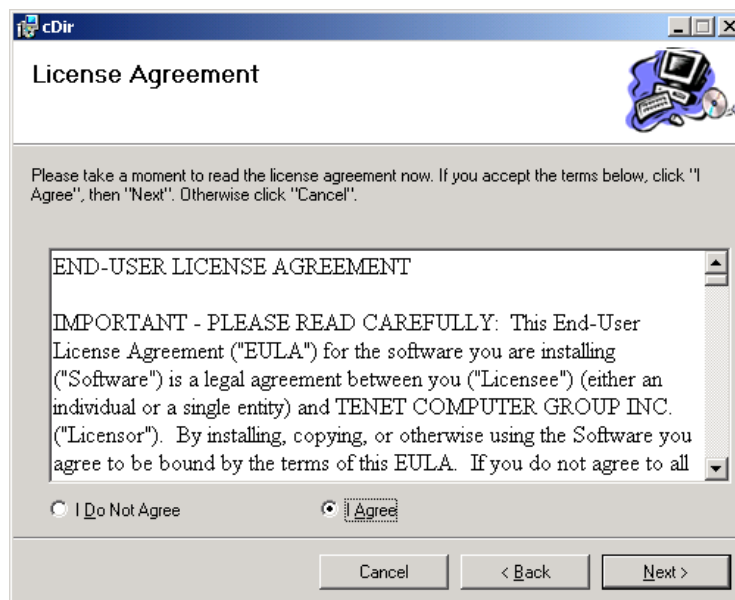 cDir
License Agreement
Please take a moment to read the license agreement now. If you accept the terms below, click "I
Agree", then "Next". Otherwise click "Cancel".
END-USER LICENSE AGREEMENT
IMPORTANT - PLEASE READ CAREFULLY:  This End-User
License Agreement ("EULA") for the software you are installing
("Software") is a legal agreement between you ("Licensee") (either an
individual or a single entity) and TENET COMPUTER GROUP INC.
("Licensor").  By installing, copying, or otherwise using the Software you
agree to be bound by the terms of this EULA.  If you do not agree to all
I Do Not Agree
I Agree
Cancel
< Back
Next >